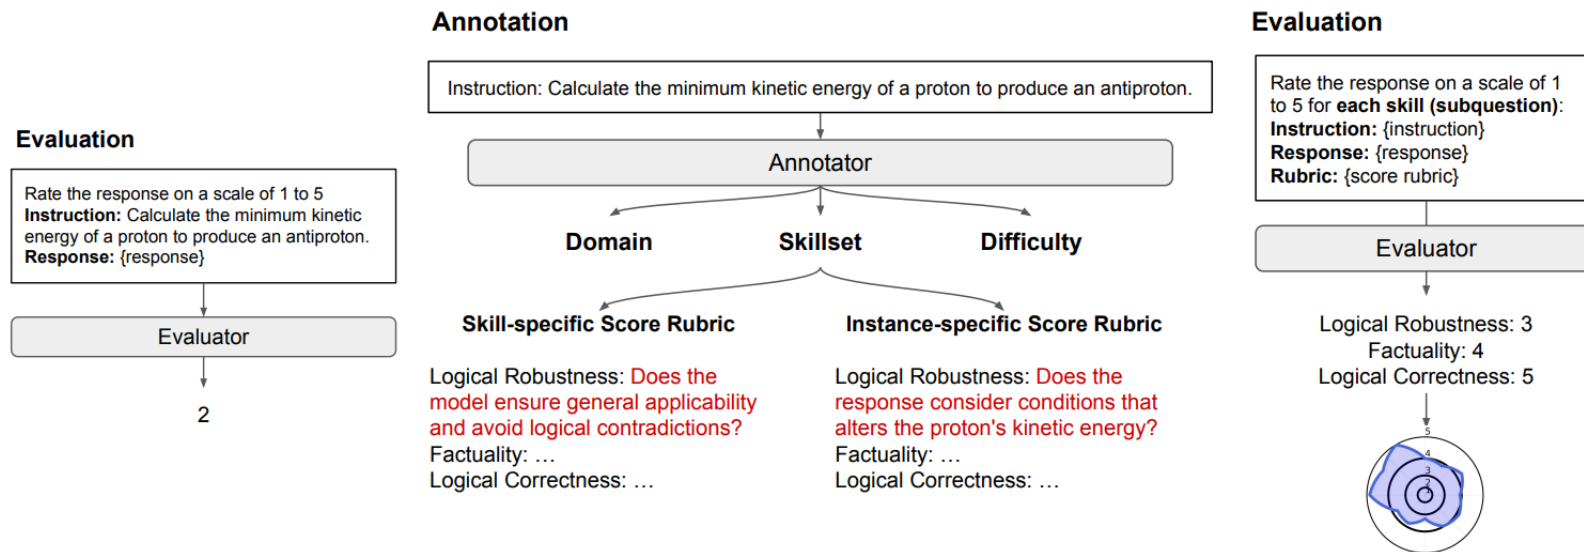 Evaluation
Rate the response on a scale of 1 to 5
Instruction: Calculate the minimum kinetic
energy of a proton to produce an antiproton.
Response: {response}
Evaluator
2
Annotation
Instruction: Calculate the minimum kinetic energy of a proton to produce an antiproton.
Annotator
Domain
Skillset
Difficulty
Skill-specific Score Rubric
Logical Robustness: Does the
model ensure general applicability
and avoid logical contradictions?
Factuality: …
Logical Correctness: …
Instance-specific Score Rubric
Logical Robustness: Does the
response consider conditions that
alters the proton's kinetic energy?
Factuality: …
Logical Correctness: …
Evaluation
Rate the response on a scale of 1
to 5 for each skill (subquestion):
Instruction: {instruction}
Response: {response}
Rubric: {score rubric}
Evaluator
Logical Robustness: 3
Factuality: 4
Logical Correctness: 5
5
4
3
2
1